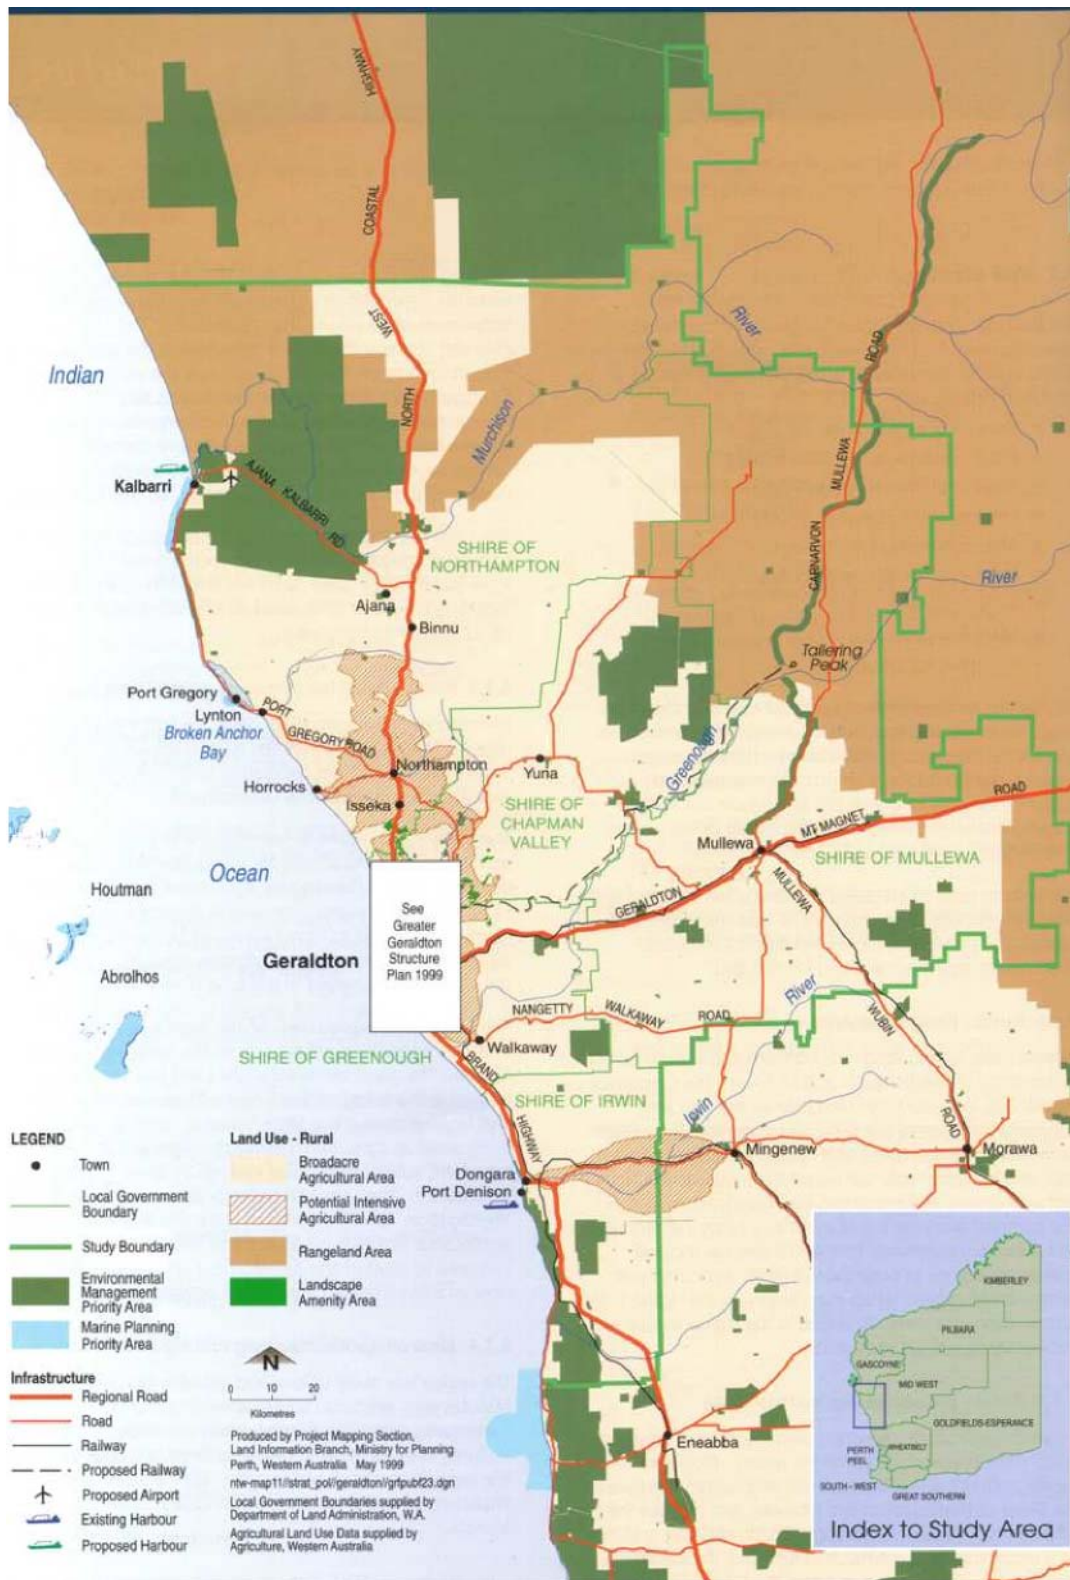 HIGHWAY
COASTAL
WEST
NORTH
Indian
River
ROAD
Murchison
MULLEWA
Kalbarri
AJANA KALBARRI RD
SHIRE OF
NORTHAMPTON
CARNARVON
River
Ajana
Binnu
Tallering
Peak
Port Gregory
Lynton
PORT
GREGORY ROAD
Broken Anchor
Bay
Greenough
Northampton
Yuna
Horrocks
Isseka
SHIRE OF
CHAPMAN
VALLEY
ROAD
MT MAGNET
Mullewa
SHIRE OF MULLEWA
Ocean
Houtman
GERALDTON
MULLEWA
See
Greater
Geraldton
Structure
Plan 1999
Geraldton
Abrolhos
River
NANGETTY
WALKAWAY
ROAD
WUBIN
Walkaway
SHIRE OF GREENOUGH
BRAND
SHIRE OF IRWIN
Irwin
HIGHWAY
ROAD
Mingenew
Morawa
Dongara
Port Denison
Eneabba
LEGEND
Town
Local Government
Boundary
Study Boundary
Environmental
Management
Priority Area
Marine Planning
Priority Area
Land Use - Rural
Broadacre
Agricultural Area
Potential Intensive
Agricultural Area
Rangeland Area
Landscape
Amenity Area
Infrastructure
Regional Road
Road
Railway
Proposed Railway
Proposed Airport
Existing Harbour
Proposed Harbour
N
0 10 20
Kilometres
Produced by Project Mapping Section,
Land Information Branch, Ministry for Planning
Perth, Western Australia May 1999
ntw-map11//strat_pol//geraldton//grfpubf23.dgn
Local Government Boundaries supplied by
Department of Land Administration, W.A.
Agricultural Land Use Data supplied by
Agriculture, Western Australia
KIMBERLEY
PILBARA
GASCOYNE
MID WEST
GOLDFIELDS-ESPERANCE
PERTH
PEEL
WHEATBELT
SOUTH - WEST
GREAT SOUTHERN
Index to Study Area